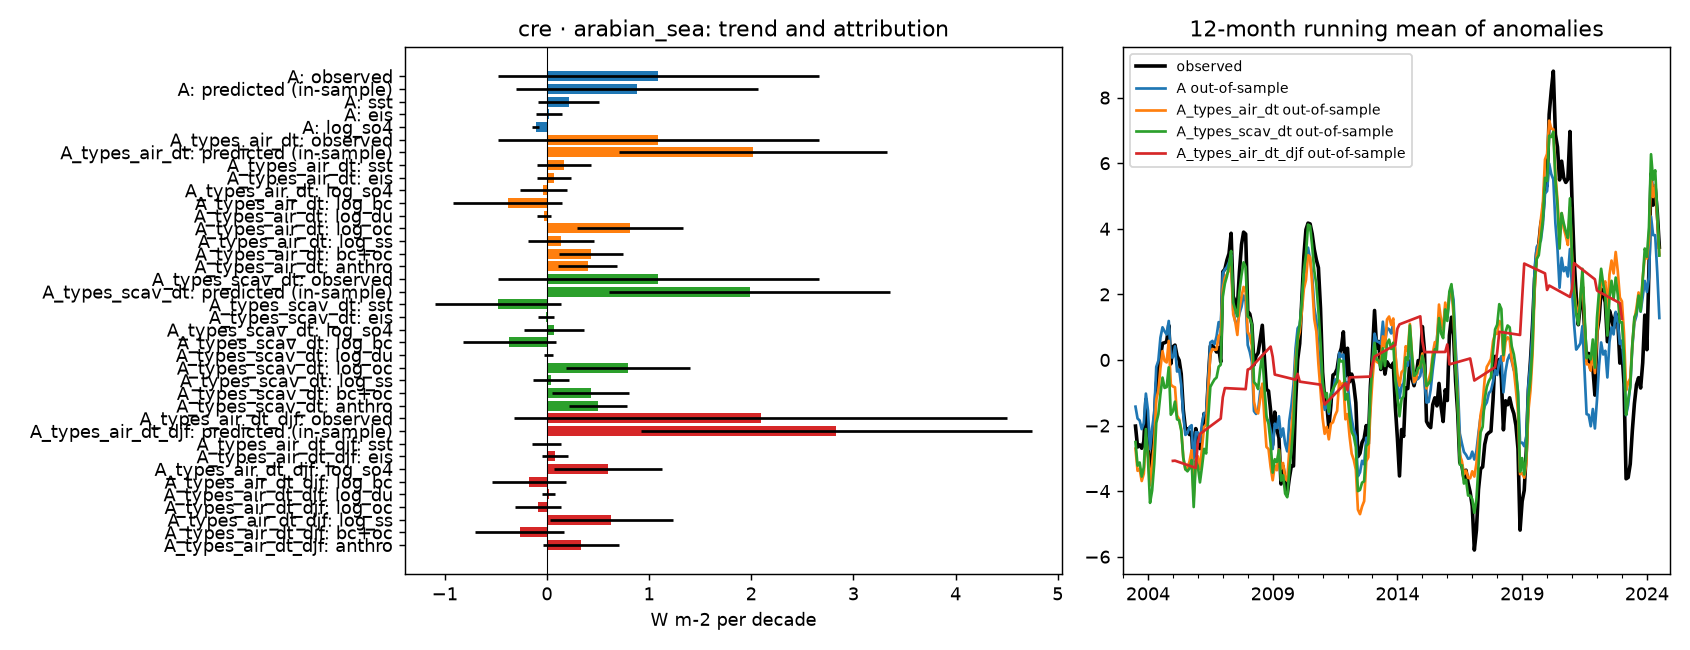 cre · arabian_sea: trend and attribution
A: observed
A: predicted (in-sample)
A: sst
A: eis
A: log_so4
A_types_air_dt: observed
A_types_air_dt: predicted (in-sample)
A_types_air_dt: sst
A_types_air_dt: eis
A_types_air_dt: log_so4
A_types_air_dt: log_bc
A_types_air_dt: log_du
A_types_air_dt: log_oc
A_types_air_dt: log_ss
A_types_air_dt: bc+oc
A_types_air_dt: anthro
A_types_scav_dt: observed
A_types_scav_dt: predicted (in-sample)
A_types_scav_dt: sst
A_types_scav_dt: eis
A_types_scav_dt: log_so4
A_types_scav_dt: log_bc
A_types_scav_dt: log_du
A_types_scav_dt: log_oc
A_types_scav_dt: log_ss
A_types_scav_dt: bc+oc
A_types_scav_dt: anthro
A_types_air_dt_djf: observed
A_types_air_dt_djf: predicted (in-sample)
A_types_air_dt_djf: sst
A_types_air_dt_djf: eis
A_types_air_dt_djf: log_so4
A_types_air_dt_djf: log_bc
A_types_air_dt_djf: log_du
A_types_air_dt_djf: log_oc
A_types_air_dt_djf: log_ss
A_types_air_dt_djf: bc+oc
A_types_air_dt_djf: anthro
−1 0 1 2 3 4 5
W m-2 per decade
12-month running mean of anomalies
observed
A out-of-sample
A_types_air_dt out-of-sample
A_types_scav_dt out-of-sample
A_types_air_dt_djf out-of-sample
8
6
4
2
0
−2
−4
−6
2004 2009 2014 2019 2024